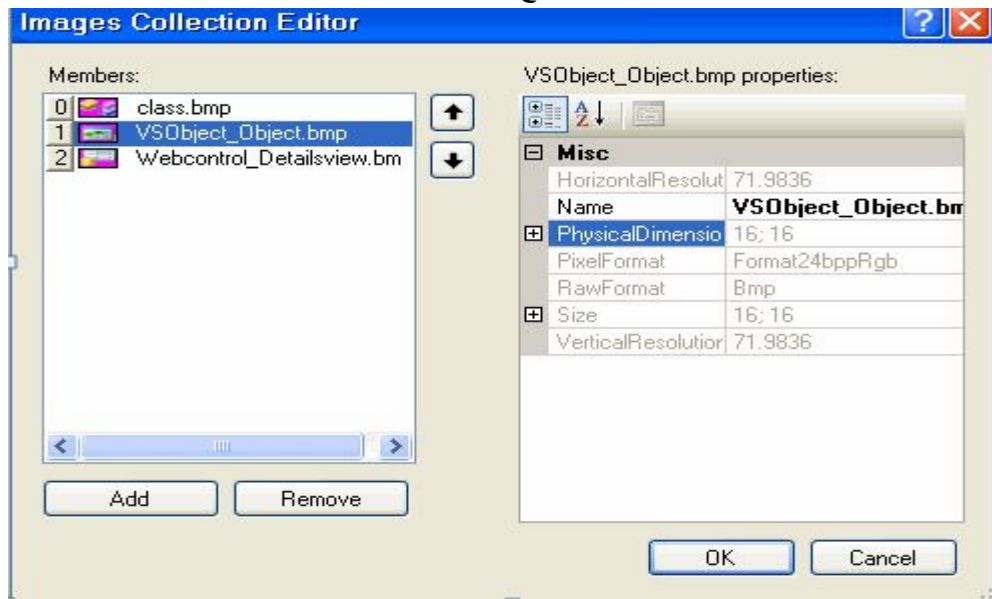 Images Collection Editor
Members:
0 class.bmp
1 VSObject_Object.bmp
2 Webcontrol_Detailsview.bm
Add
Remove
VSObject_Object.bmp properties:
Misc
HorizontalResolut 71.9836
Name VSObject_Object.bm
PhysicalDimensio 16; 16
PixelFormat Format24bppRgb
RawFormat Bmp
Size 16; 16
VerticalResolution 71.9836
OK
Cancel